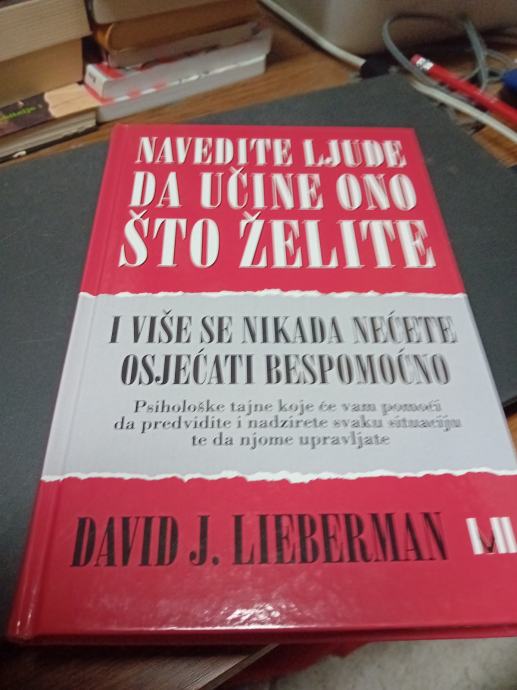 NAVEDITE LJUDE
DA UČINE ONO
ŠTO ŽELITE
I VIŠE SE NIKADA NEĆETE
OSJEĆATI BESPOMOĆNO
Psihološke tajne koje će vam pomoći
da predvidite i nadzirete svaku situaciju
te da njome upravljate
DAVID J. LIEBERMAN